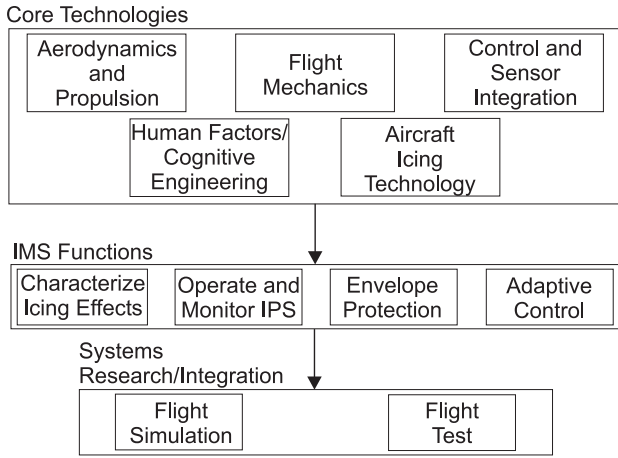 Core Technologies
Aerodynamics
and
Propulsion
Flight
Mechanics
Control and
Sensor
Integration
Human Factors/
Cognitive
Engineering
Aircraft
Icing
Technology
IMS Functions
Characterize
Icing Effects
Operate and
Monitor IPS
Envelope
Protection
Adaptive
Control
Systems
Research/Integration
Flight
Simulation
Flight
Test